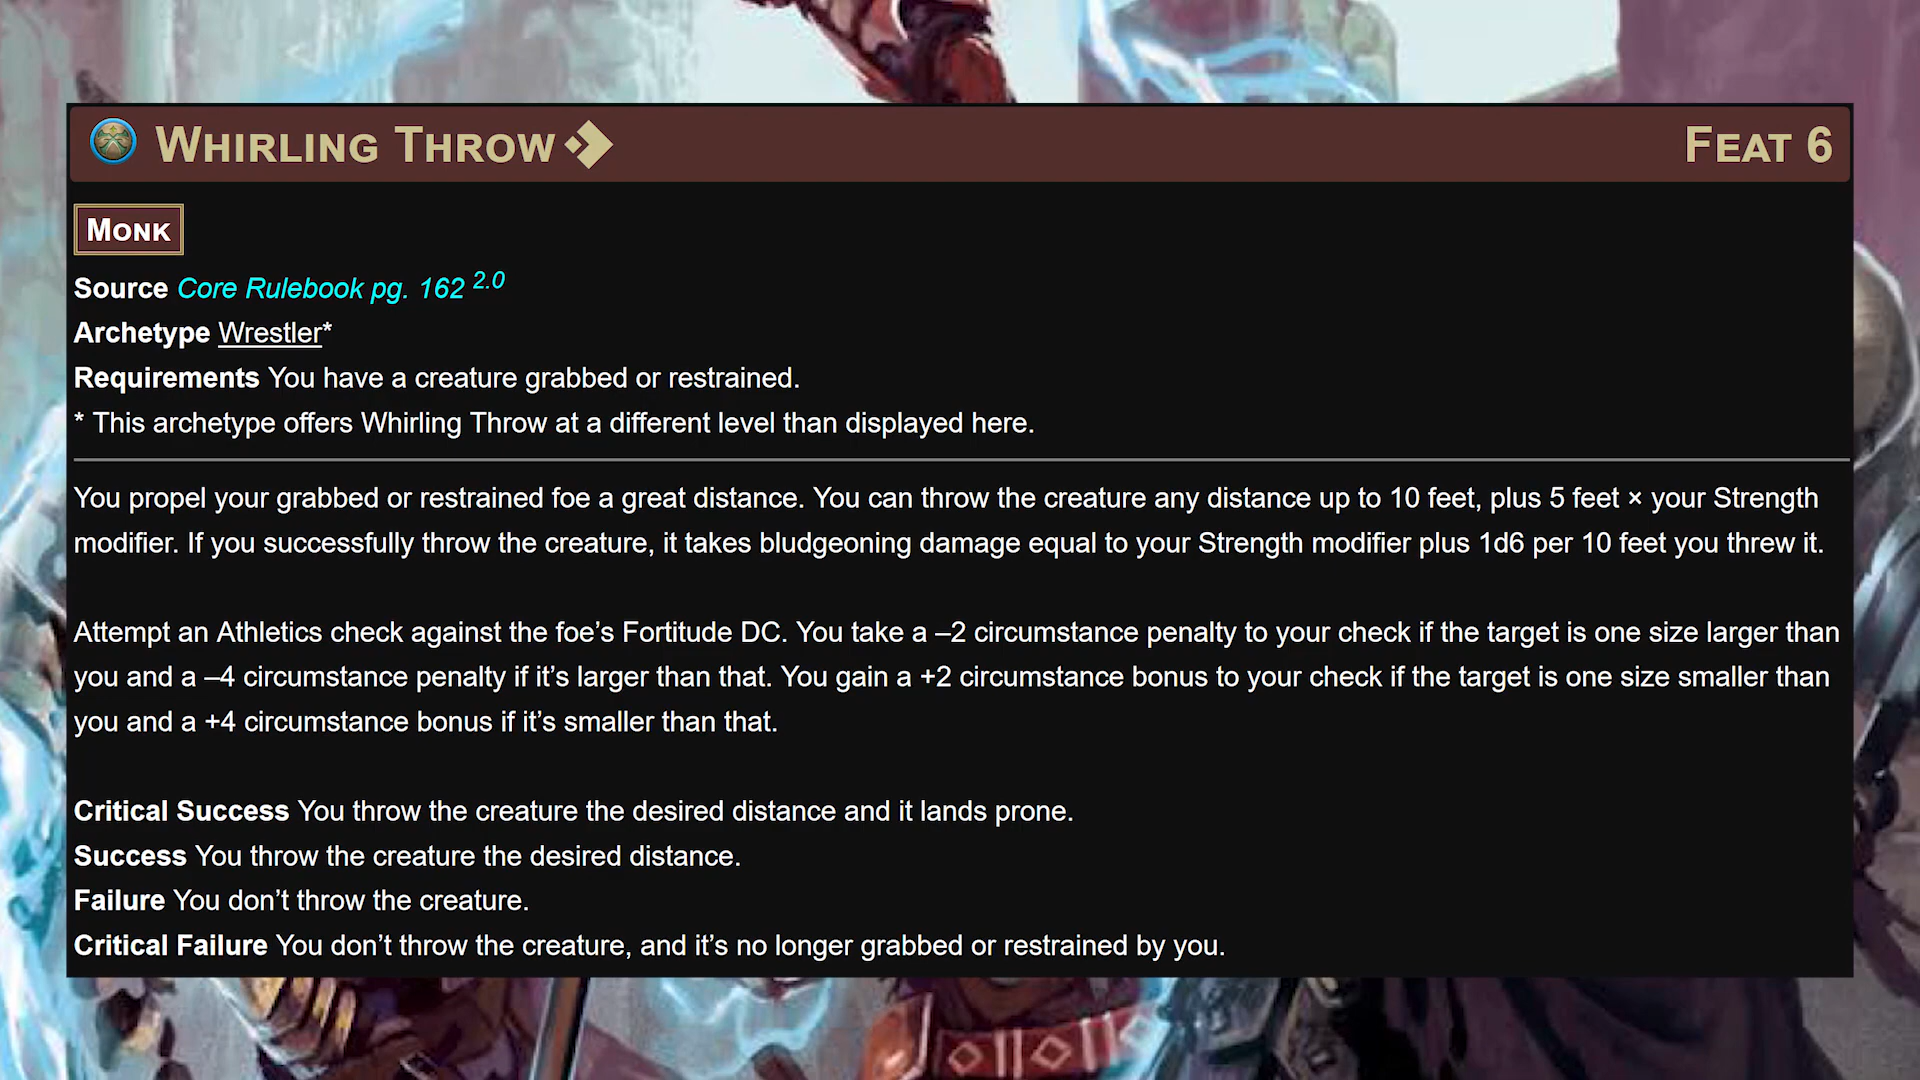 Whirling Throw
Feat 6
Monk
Source Core Rulebook pg. 162 2.0
Archetype Wrestler*
Requirements You have a creature grabbed or restrained.
* This archetype offers Whirling Throw at a different level than displayed here.
You propel your grabbed or restrained foe a great distance. You can throw the creature any distance up to 10 feet, plus 5 feet × your Strength
modifier. If you successfully throw the creature, it takes bludgeoning damage equal to your Strength modifier plus 1d6 per 10 feet you threw it.
Attempt an Athletics check against the foe’s Fortitude DC. You take a –2 circumstance penalty to your check if the target is one size larger than
you and a –4 circumstance penalty if it’s larger than that. You gain a +2 circumstance bonus to your check if the target is one size smaller than
you and a +4 circumstance bonus if it’s smaller than that.
Critical Success You throw the creature the desired distance and it lands prone.
Success You throw the creature the desired distance.
Failure You don’t throw the creature.
Critical Failure You don’t throw the creature, and it’s no longer grabbed or restrained by you.